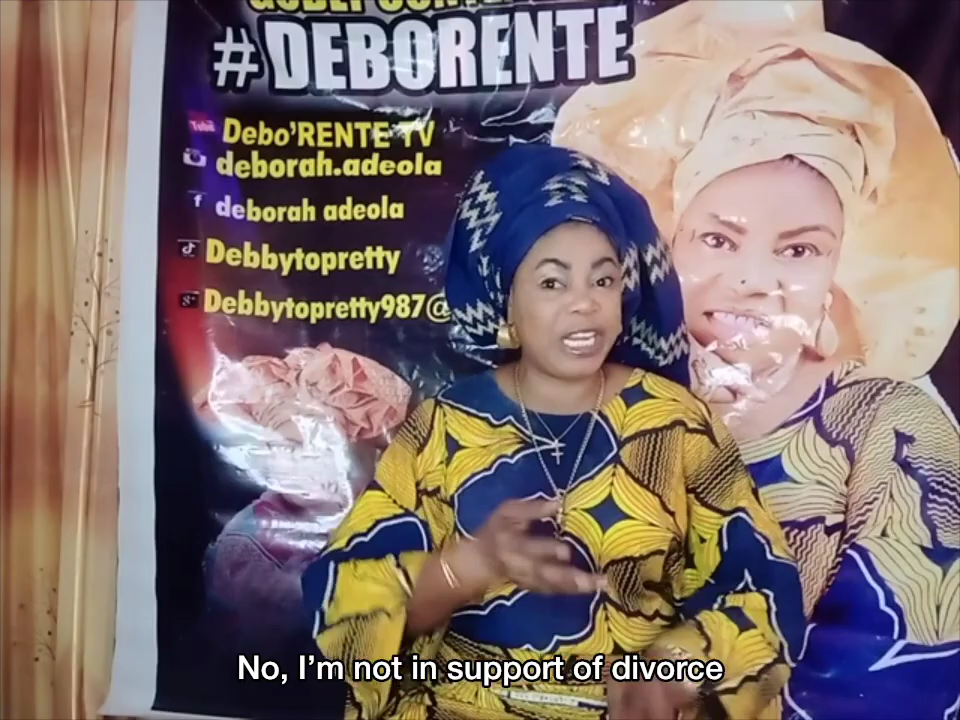 #DEBORENTE
Debo'RENTE TV
deborah.adeola
f deborah adeola
Debbytopretty
Debbytopretty987@
No, I'm not in support of divorce